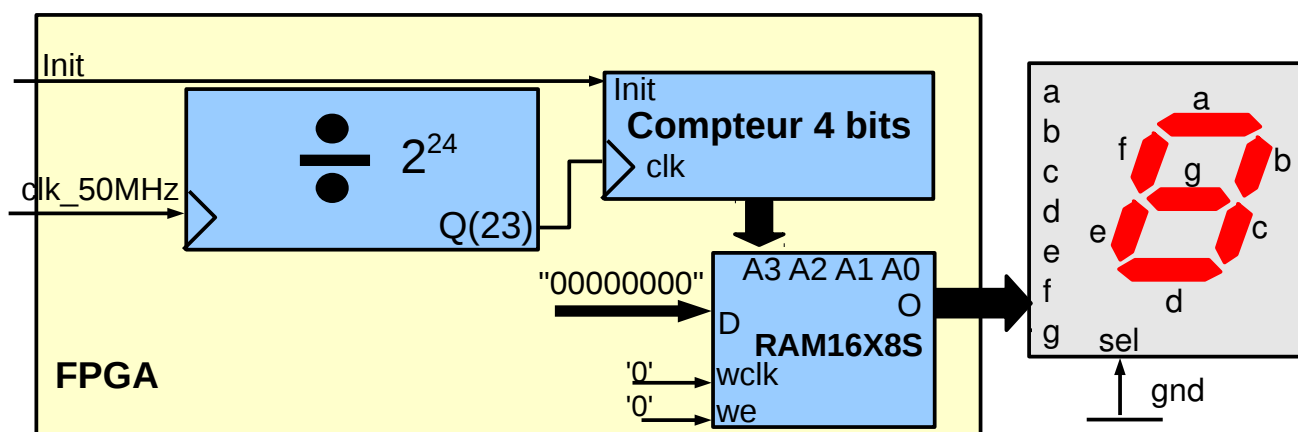 Init
clk_50MHz
2^24
Q(23)
Init
Compteur 4 bits
clk
A3 A2 A1 A0
"00000000"
D
O
RAM16X8S
'0'
wclk
'0'
we
FPGA
a
b
c
d
e
f
g
sel
gnd
a
b
c
d
e
f
g